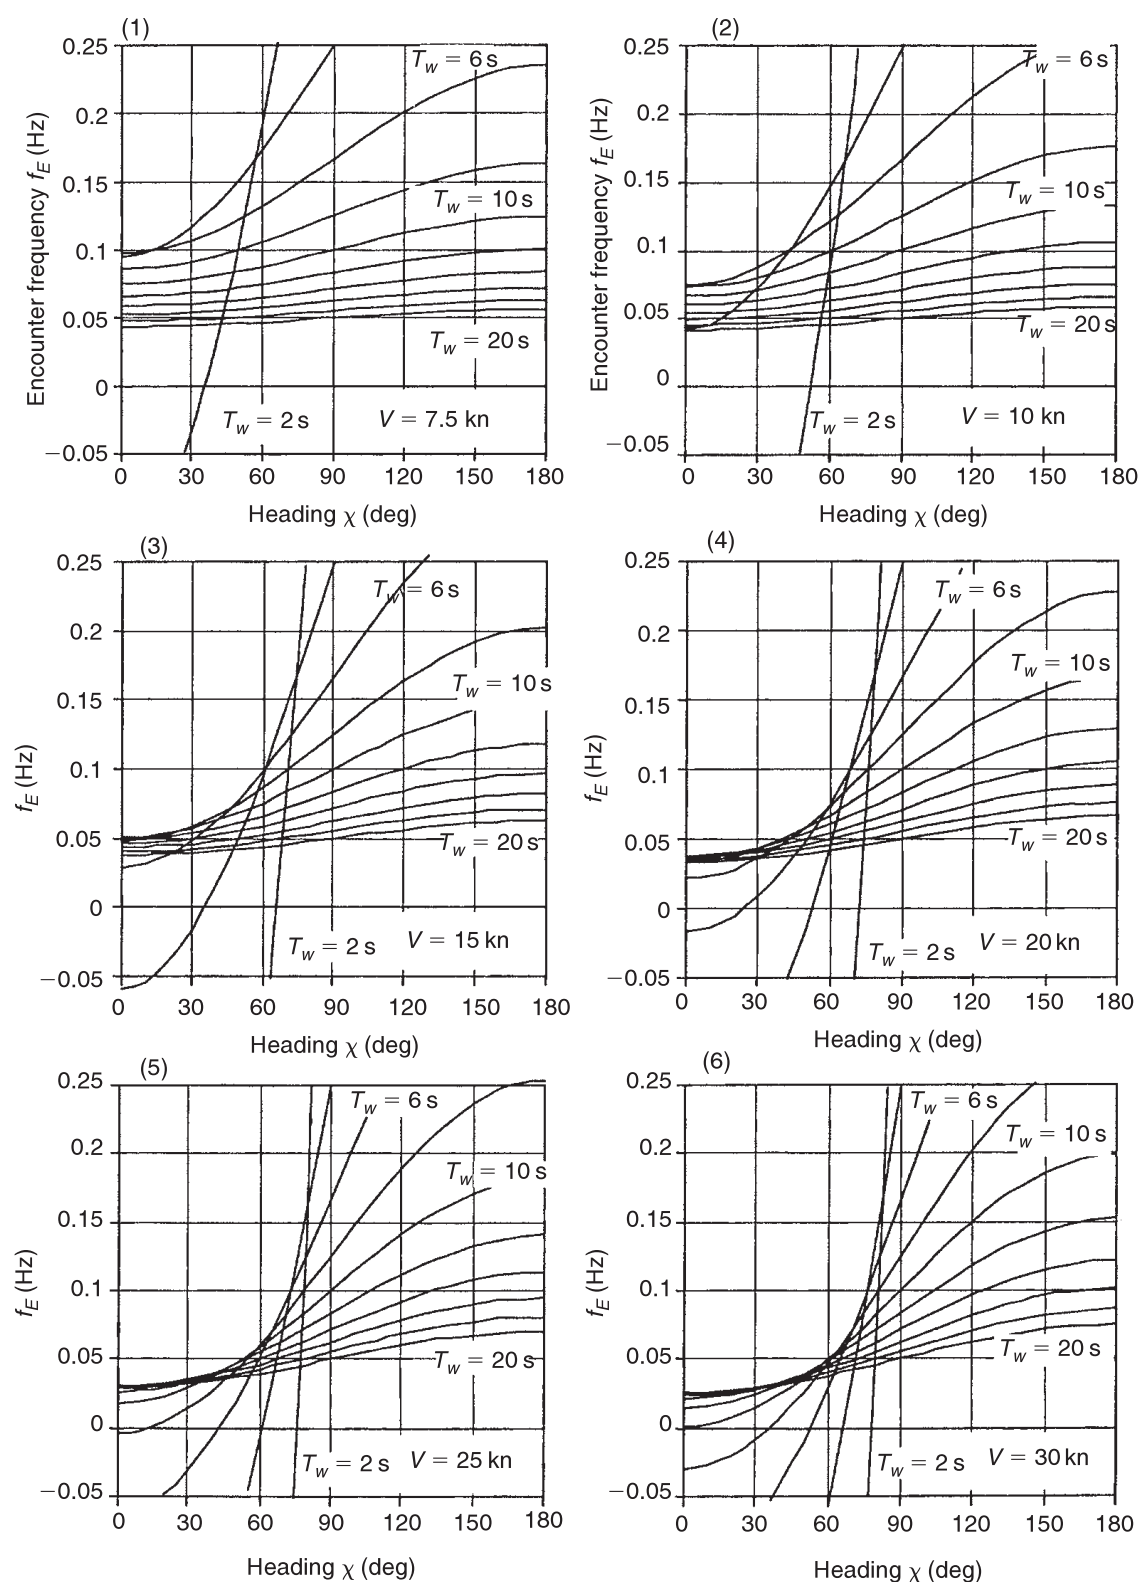 (1) (2)
0.25 0.2 0.15 0.1 0.05 0 −0.05
Encounter frequency f_E (Hz)
T_w = 6 s
T_w = 10 s
T_w = 20 s
T_w = 2 s V = 7.5 kn
0 30 60 90 120 150 180
Heading χ (deg)
0.25 0.2 0.15 0.1 0.05 0 −0.05
Encounter frequency f_E (Hz)
T_w = 6 s
T_w = 10 s
T_w = 20 s
T_w = 2 s V = 10 kn
0 30 60 90 120 150 180
Heading χ (deg)
(3) (4)
0.25 0.2 0.15 0.1 0.05 0 −0.05
f_E (Hz)
T_w = 6 s
T_w = 10 s
T_w = 20 s
T_w = 2 s V = 15 kn
0 30 60 90 120 150 180
Heading χ (deg)
0.25 0.2 0.15 0.1 0.05 0 −0.05
f_E (Hz)
T_w = 6 s
T_w = 10 s
T_w = 20 s
T_w = 2 s V = 20 kn
0 30 60 90 120 150 180
Heading χ (deg)
(5) (6)
0.25 0.2 0.15 0.1 0.05 0 −0.05
f_E (Hz)
T_w = 6 s
T_w = 10 s
T_w = 20 s
T_w = 2 s V = 25 kn
0 30 60 90 120 150 180
Heading χ (deg)
0.25 0.2 0.15 0.1 0.05 0 −0.05
f_E (Hz)
T_w = 6 s
T_w = 10 s
T_w = 20 s
T_w = 2 s V = 30 kn
0 30 60 90 120 150 180
Heading χ (deg)